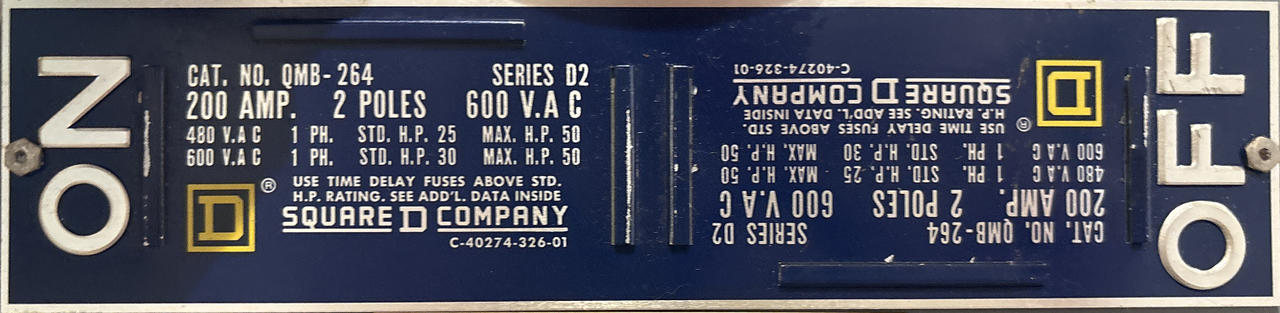 ON
CAT. NO. QMB-264 SERIES D2
200 AMP. 2 POLES 600 V.A C
480 V.A C 1 PH. STD. H.P. 25 MAX. H.P. 50
600 V.A C 1 PH. STD. H.P. 30 MAX. H.P. 50
D ® USE TIME DELAY FUSES ABOVE STD.
H.P. RATING. SEE ADD'L. DATA INSIDE
SQUARE D COMPANY
C-40274-326-01
OFF
CAT. NO. QMB-264 SERIES D2
200 AMP. 2 POLES 600 V.A C
480 V.A C 1 PH. STD. H.P. 25 MAX. H.P. 50
600 V.A C 1 PH. STD. H.P. 30 MAX. H.P. 50
D ® USE TIME DELAY FUSES ABOVE STD.
H.P. RATING. SEE ADD'L. DATA INSIDE
SQUARE D COMPANY
C-40274-326-01